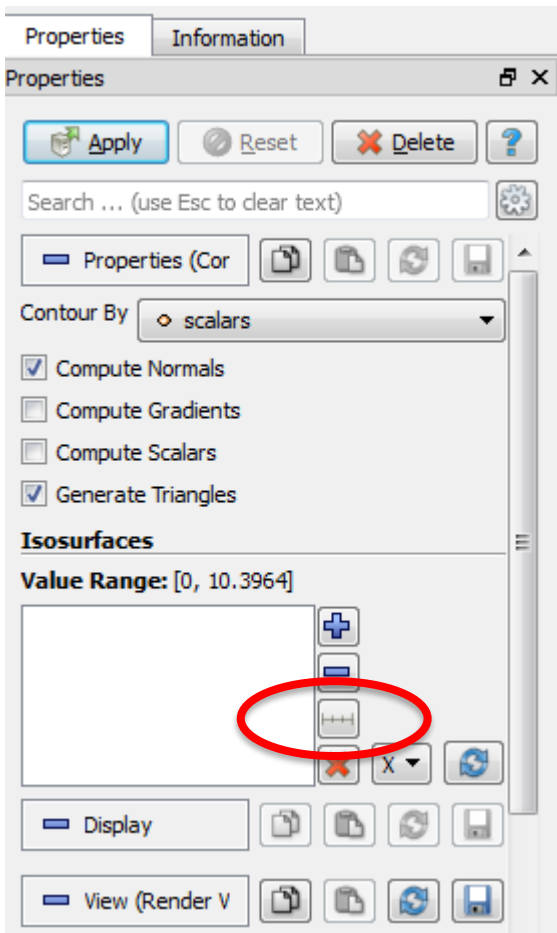 Properties Information
Properties
Apply Reset Delete ?
Search ... (use Esc to clear text)
Properties (Cor
Contour By scalars
Compute Normals
Compute Gradients
Compute Scalars
Generate Triangles
Isosurfaces
Value Range: [0, 10.3964]
X
Display
View (Render V